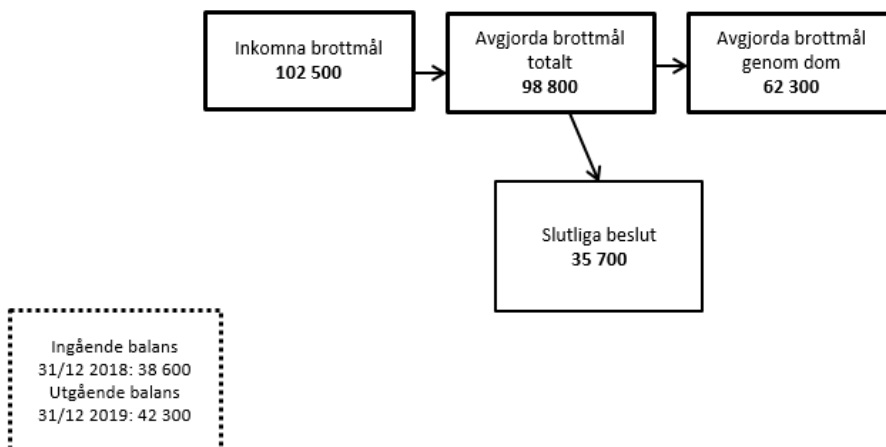 Inkomna brottmål
102 500
Avgjorda brottmål
totalt
98 800
Avgjorda brottmål
genom dom
62 300
Slutliga beslut
35 700
Ingående balans
31/12 2018: 38 600
Utgående balans
31/12 2019: 42 300